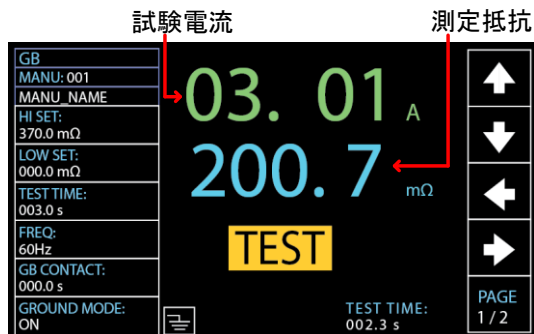 試験電流
測定抵抗
GB
MANU: 001
MANU_NAME
HI SET:
370.0 mΩ
LOW SET:
000.0 mΩ
TEST TIME:
003.0 s
FREQ:
60Hz
GB CONTACT:
000.0 s
GROUND MODE:
ON
03. 01 A
200. 7 mΩ
TEST
TEST TIME:
002.3 s
PAGE
1 / 2